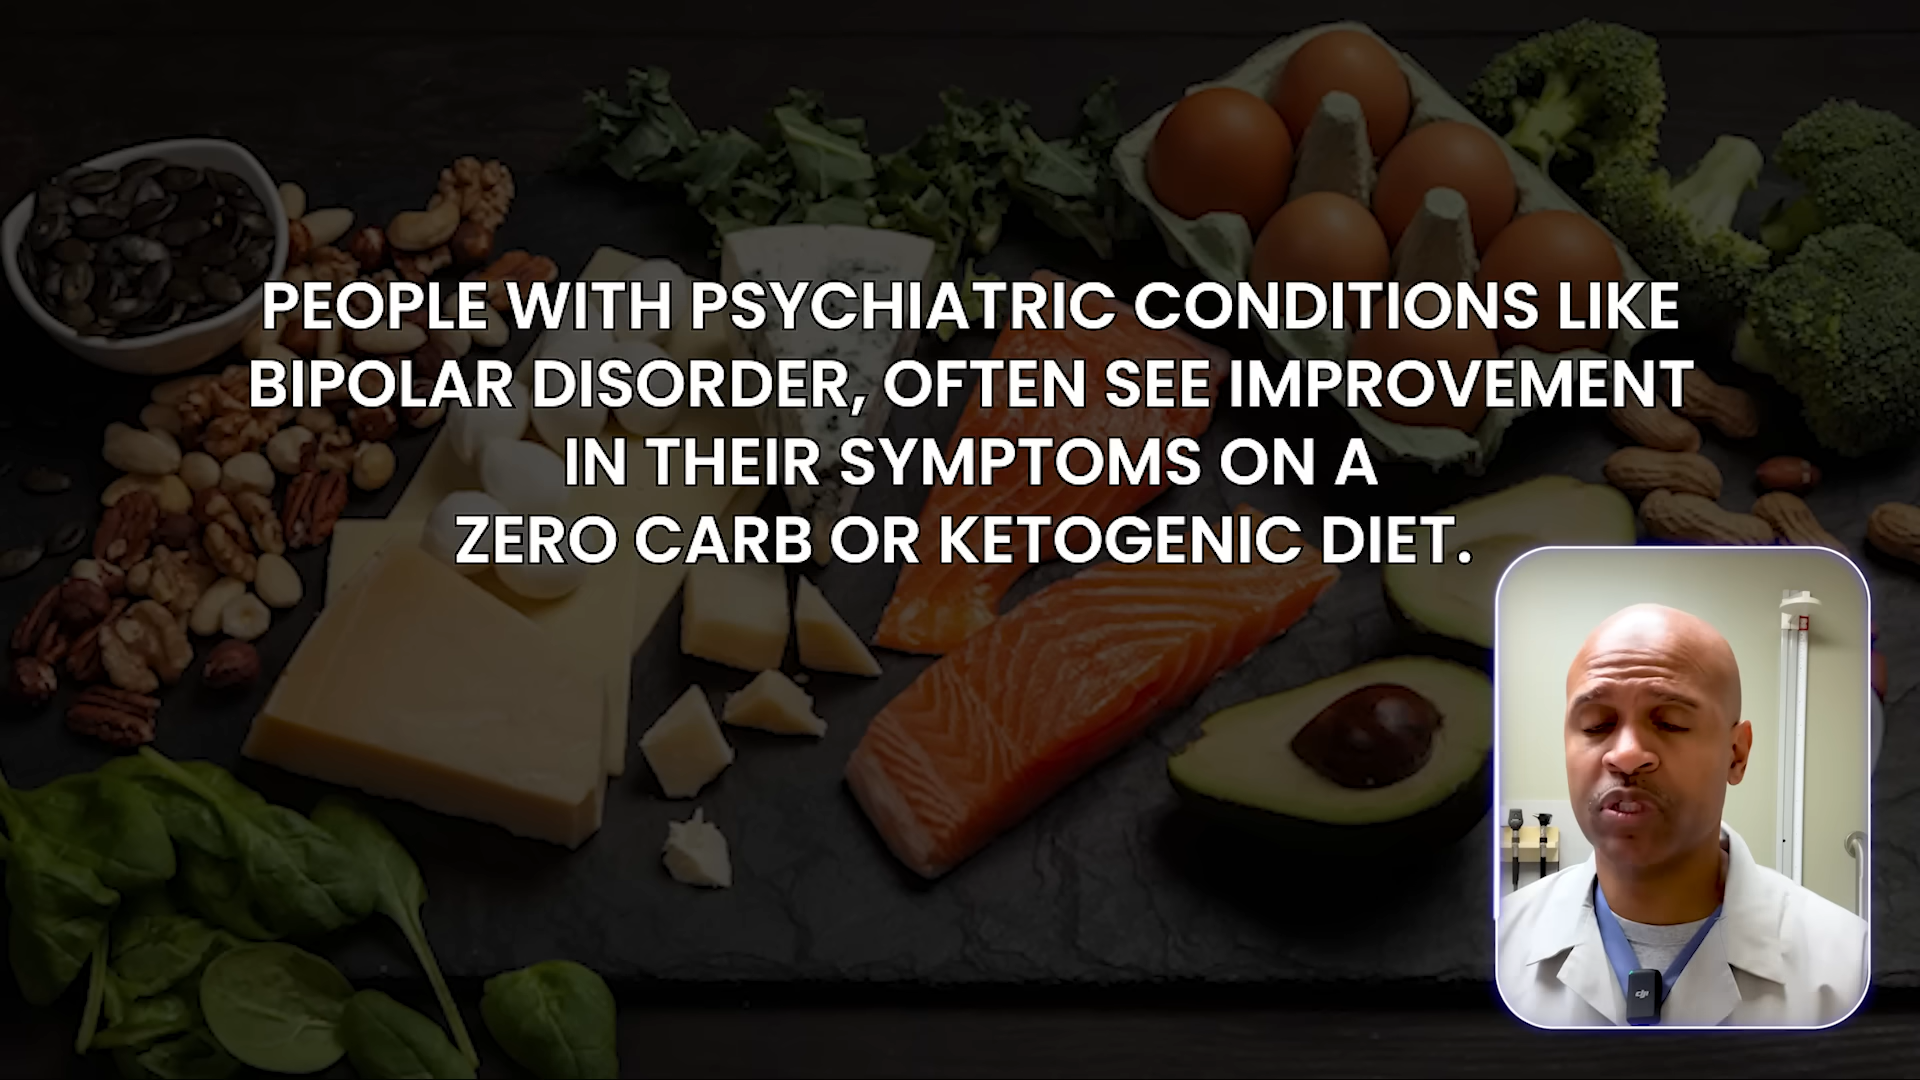 PEOPLE WITH PSYCHIATRIC CONDITIONS LIKE
BIPOLAR DISORDER, OFTEN SEE IMPROVEMENT
IN THEIR SYMPTOMS ON A
ZERO CARB OR KETOGENIC DIET.
dji